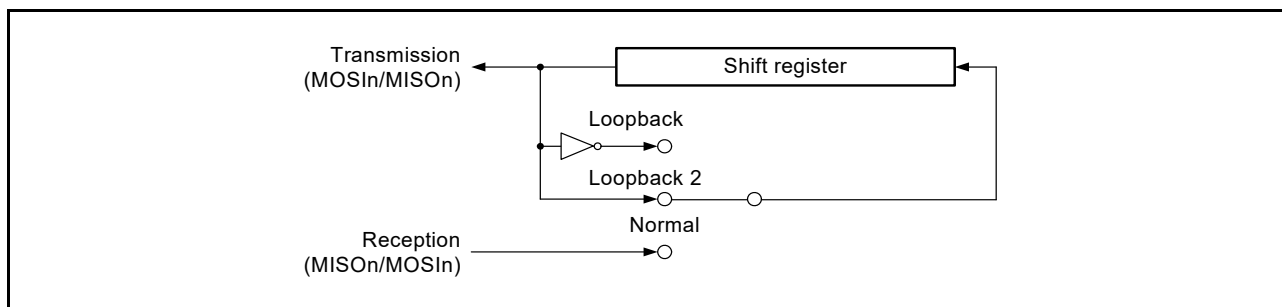 Transmission
(MOSIn/MISOn)
Shift register
Loopback
Loopback 2
Normal
Reception
(MISOn/MOSIn)